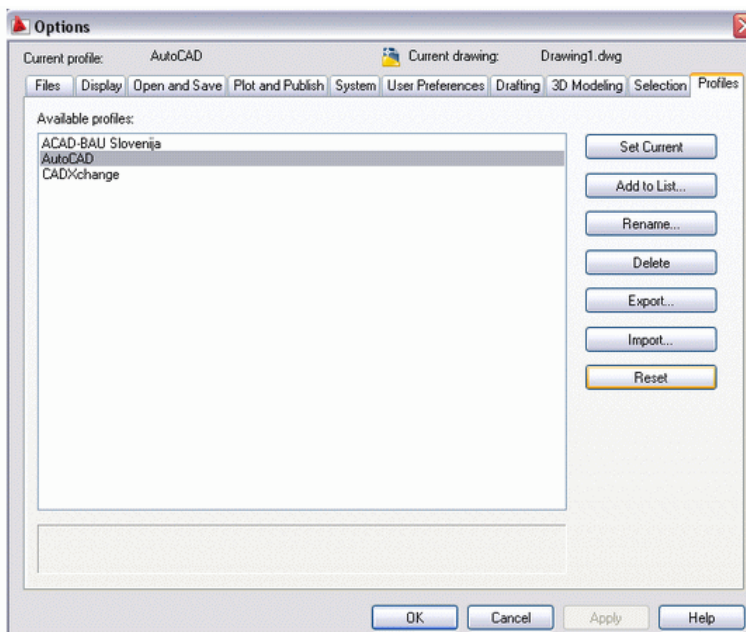 Options
Current profile: AutoCAD Current drawing: Drawing1.dwg
Files Display Open and Save Plot and Publish System User Preferences Drafting 3D Modeling Selection Profiles
Available profiles:
ACAD-BAU Slovenija
AutoCAD
CADXchange
Set Current
Add to List...
Rename...
Delete
Export...
Import...
Reset
OK Cancel Apply Help